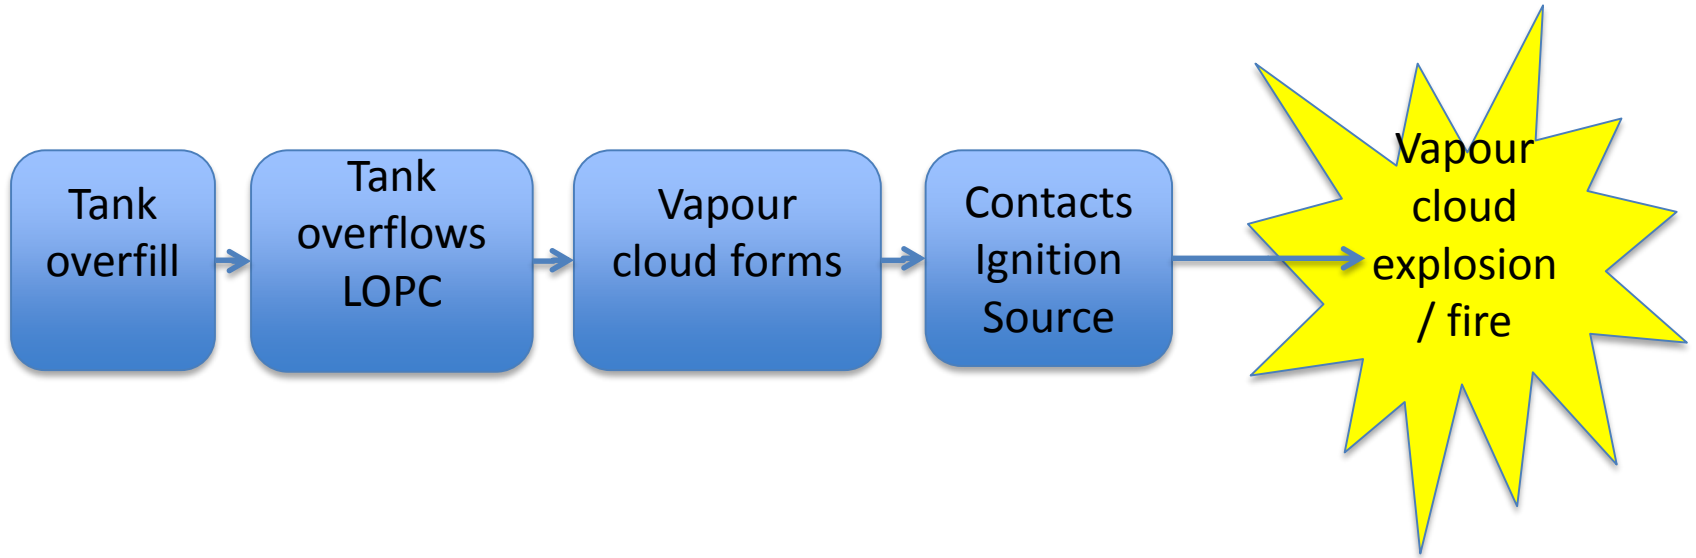 Tank
overfill
Tank
overflows
LOPC
Vapour
cloud forms
Contacts
Ignition
Source
Vapour
cloud
explosion
/ fire